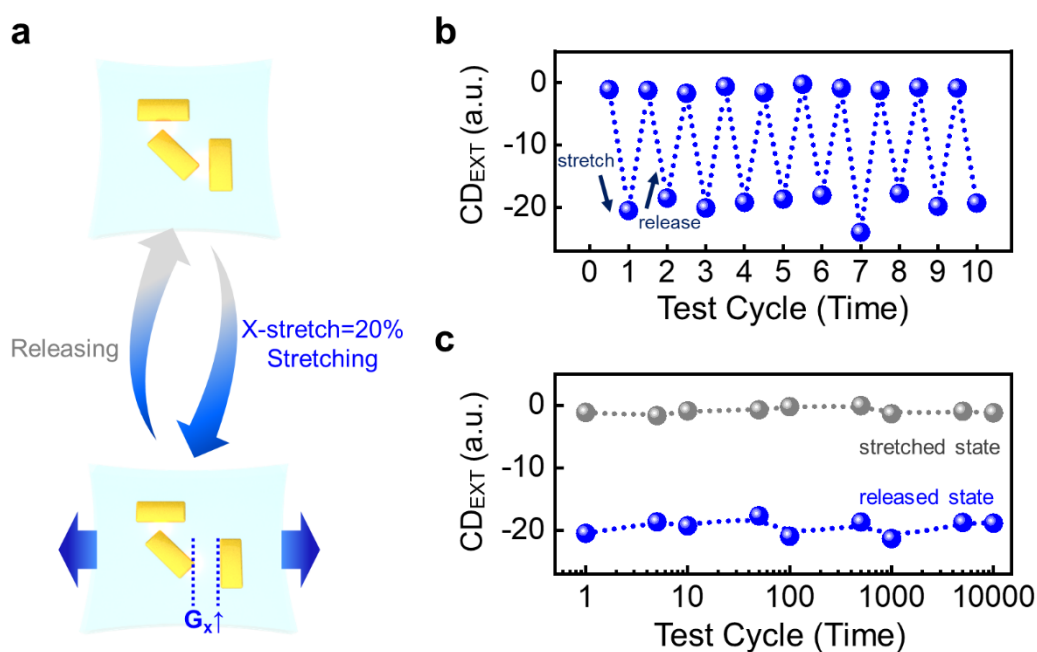 a
Releasing
X-stretch=20%
Stretching
Gx↑
b
CDEXT (a.u.)
0
-10
-20
stretch
release
0 1 2 3 4 5 6 7 8 9 10
Test Cycle (Time)
c
CDEXT (a.u.)
0
-10
-20
stretched state
released state
1 10 100 1000 10000
Test Cycle (Time)